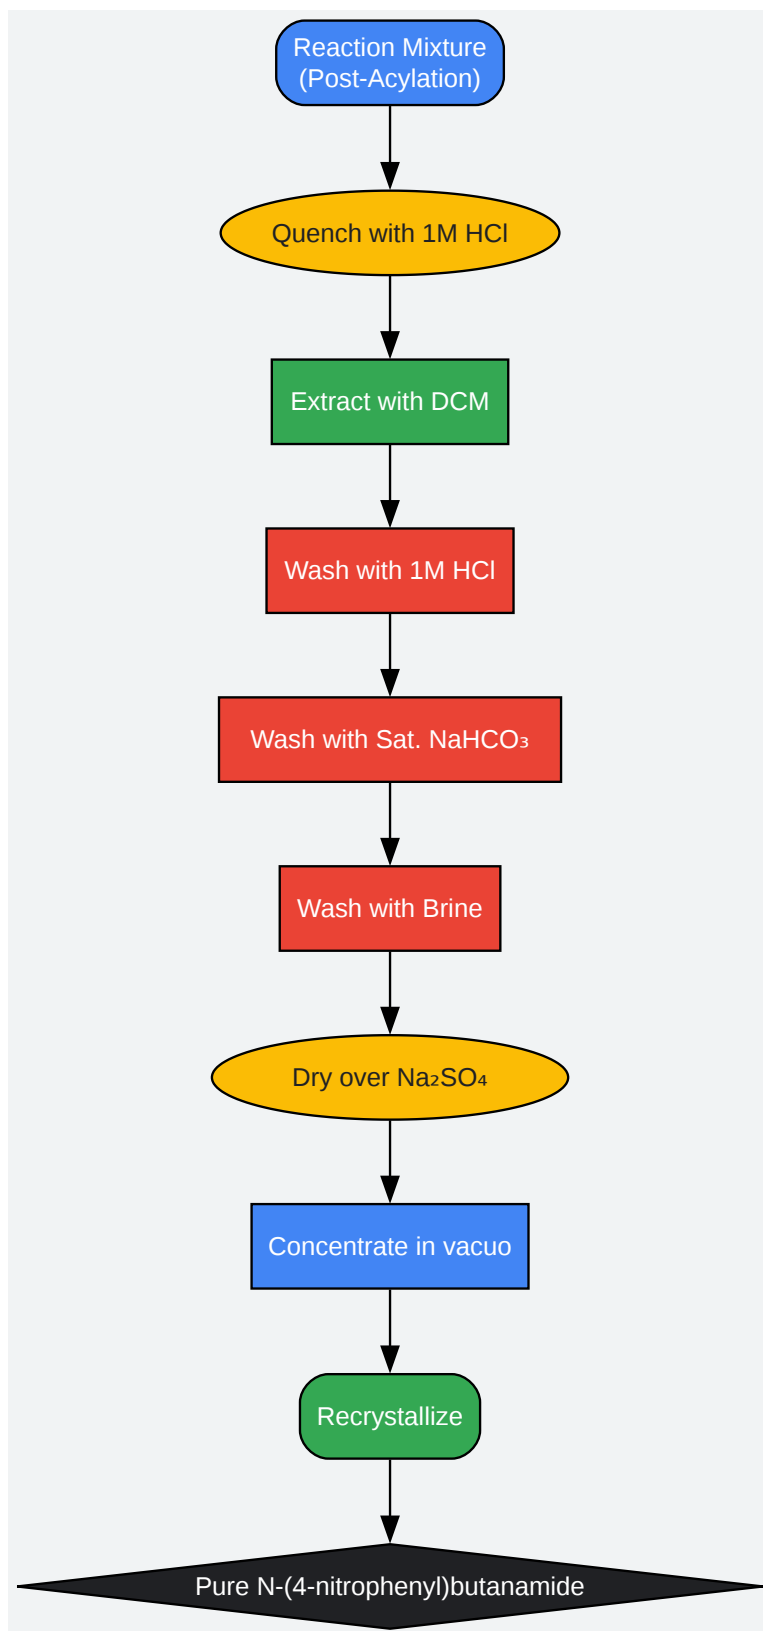 Reaction Mixture
(Post-Acylation)
Quench with 1M HCl
Extract with DCM
Wash with 1M HCl
Wash with Sat. NaHCO₃
Wash with Brine
Dry over Na₂SO₄
Concentrate in vacuo
Recrystallize
Pure N-(4-nitrophenyl)butanamide